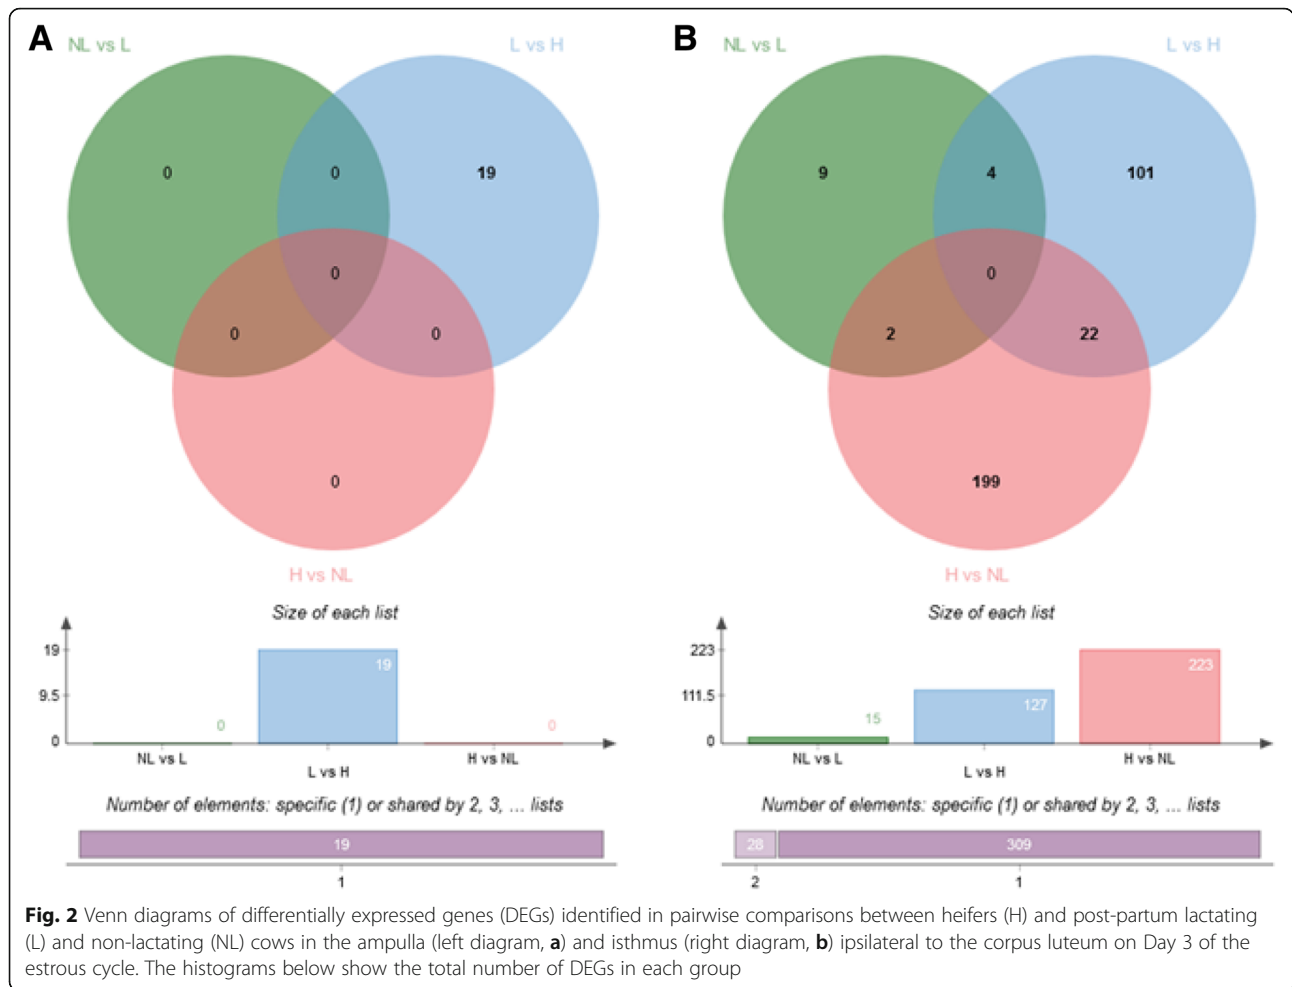 A
NL vs L
L vs H
0
0
19
0
0
0
0
H vs NL
Size of each list
19
9.5
0
0
19
0
NL vs L
L vs H
H vs NL
Number of elements: specific (1) or shared by 2, 3, ... lists
19
1
B
NL vs L
L vs H
9
4
101
0
2
22
199
H vs NL
Size of each list
223
111.5
0
15
127
223
NL vs L
L vs H
H vs NL
Number of elements: specific (1) or shared by 2, 3, ... lists
28
309
2
1
Fig. 2 Venn diagrams of differentially expressed genes (DEGs) identified in pairwise comparisons between heifers (H) and post-partum lactating
(L) and non-lactating (NL) cows in the ampulla (left diagram, a) and isthmus (right diagram, b) ipsilateral to the corpus luteum on Day 3 of the
estrous cycle. The histograms below show the total number of DEGs in each group